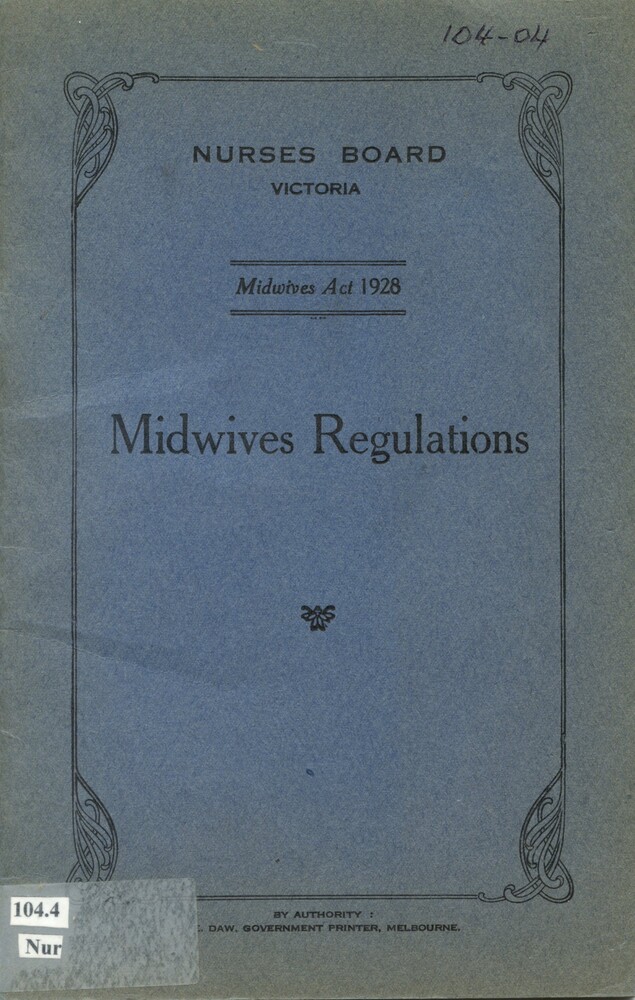 104-04
NURSES BOARD
VICTORIA
Midwives Act 1928
Midwives Regulations
BY AUTHORITY :
DAW, GOVERNMENT PRINTER, MELBOURNE.
104.4
Nur